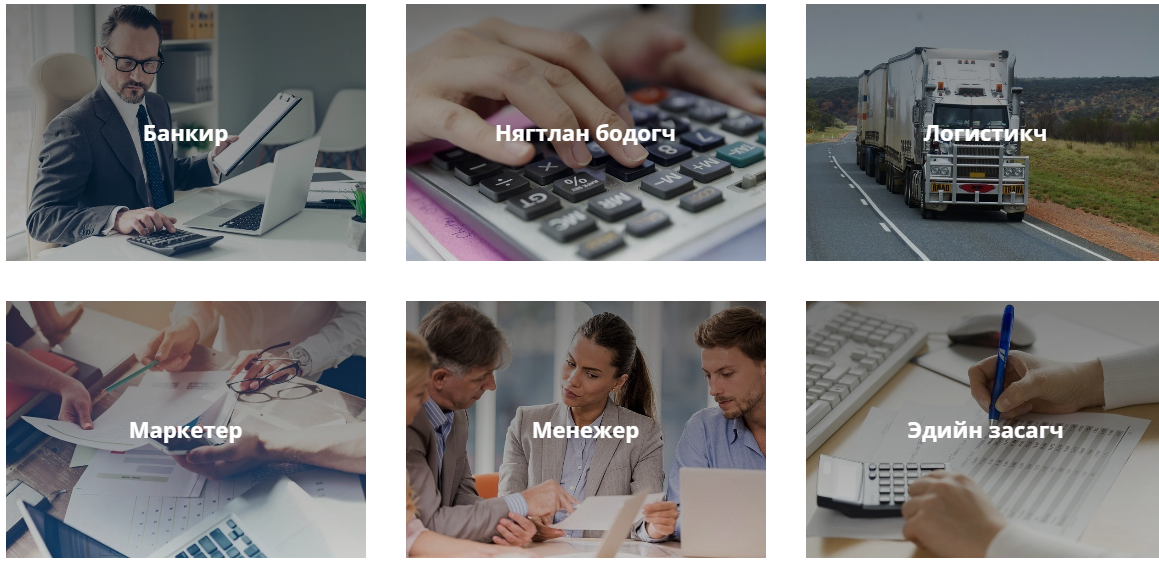 Банкир
Нягтлан бодогч
Логистикч
Маркетер
Менежер
Эдийн засагч